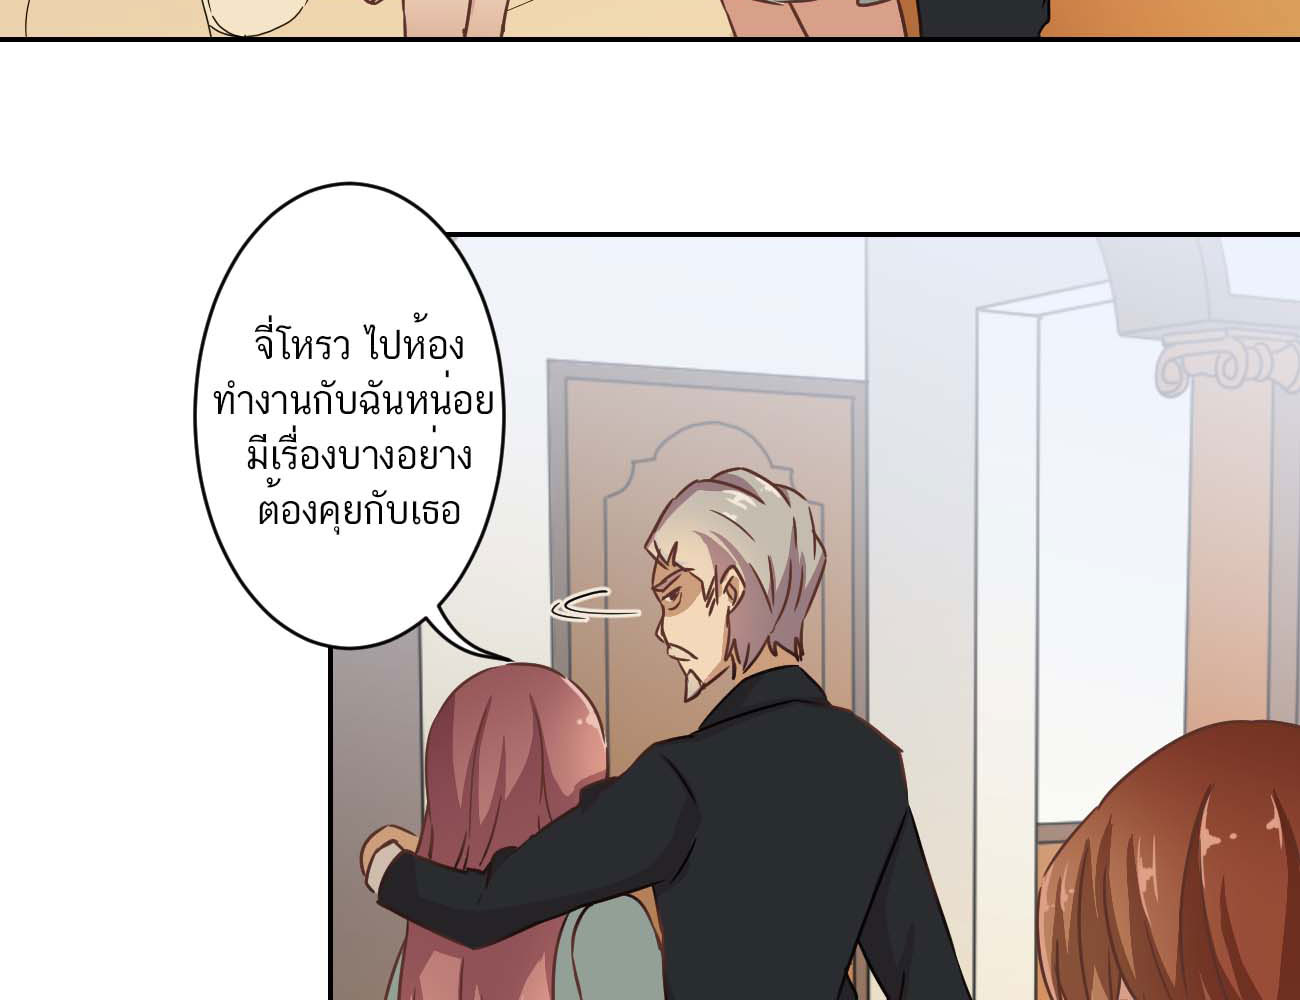 จี่โหรว ไปห้อง
ทำงานกับฉันหน่อย
มีเรื่องบางอย่าง
ต้องคุยกับเธอ